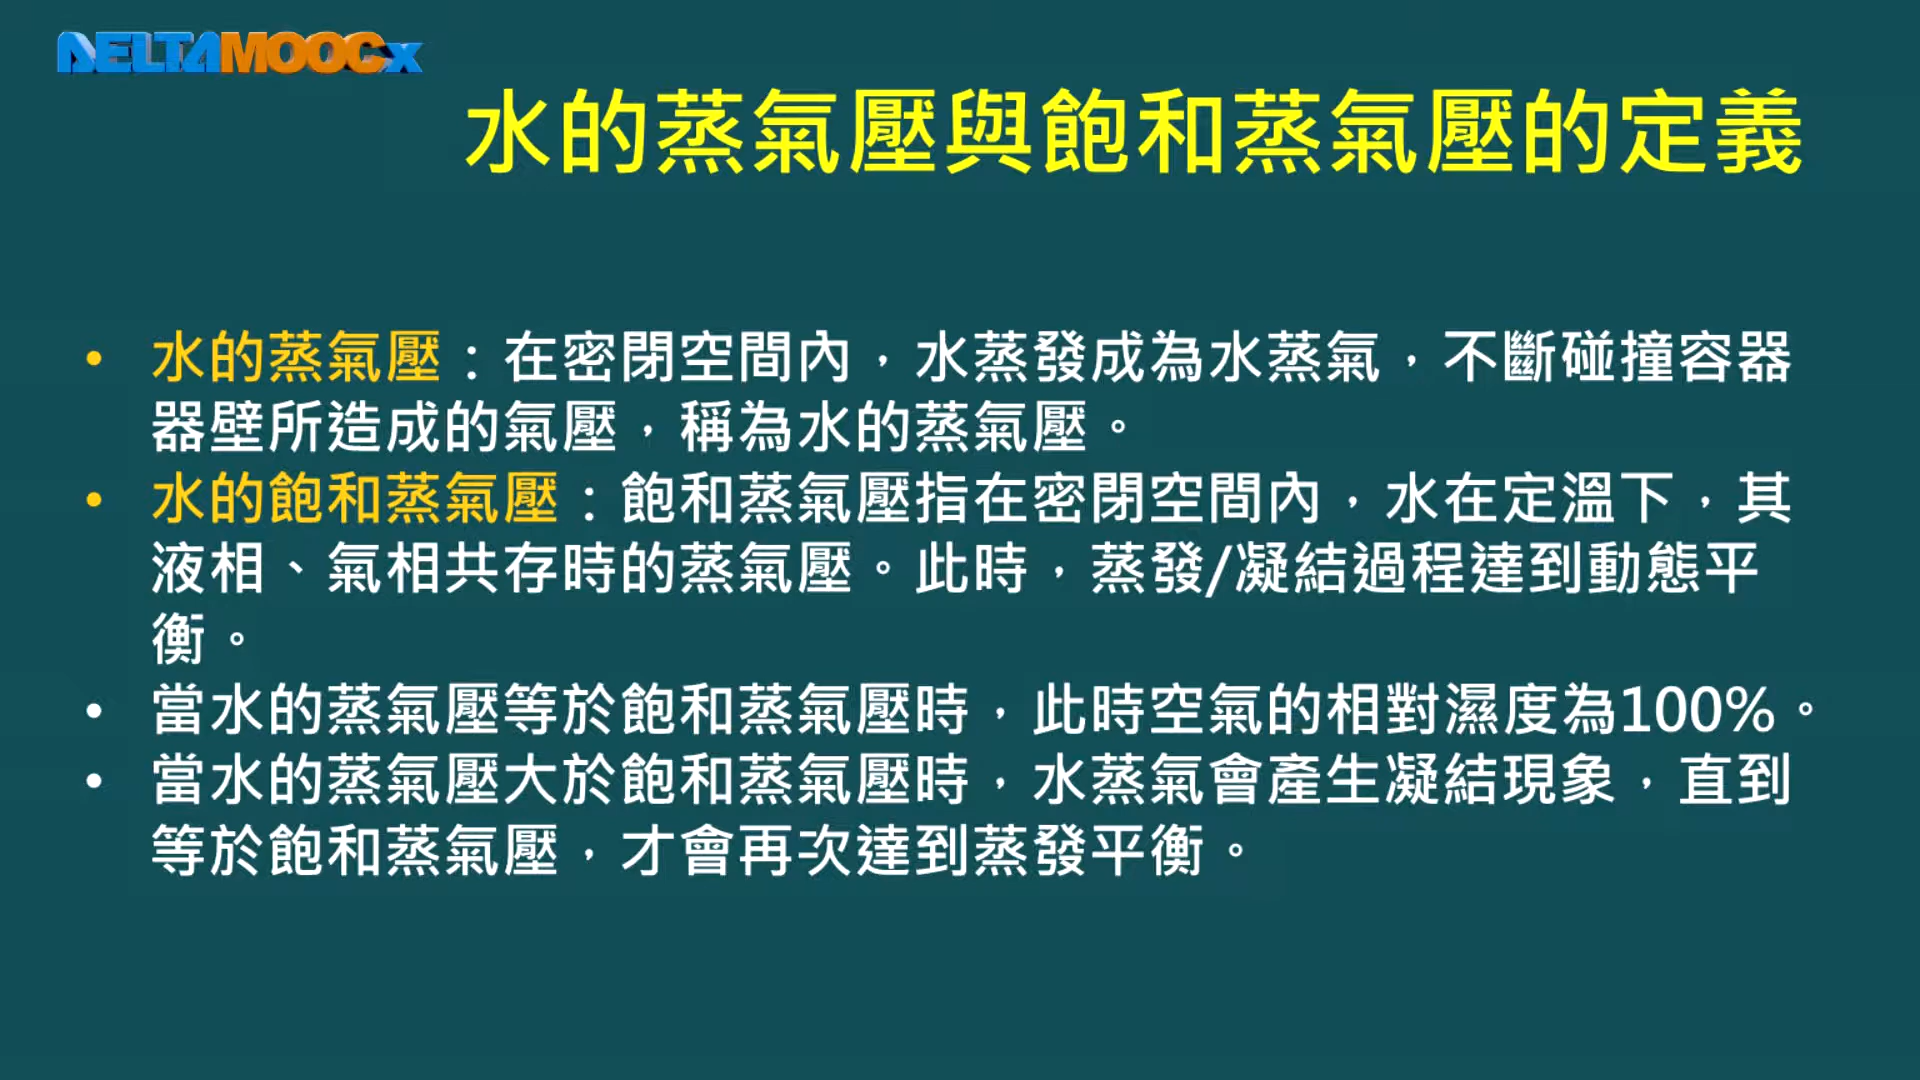 DELTAMOOCx
水的蒸氣壓與飽和蒸氣壓的定義
• 水的蒸氣壓：在密閉空間內，水蒸發成為水蒸氣，不斷碰撞容器
器壁所造成的氣壓，稱為水的蒸氣壓。
• 水的飽和蒸氣壓：飽和蒸氣壓指在密閉空間內，水在定溫下，其
液相、氣相共存時的蒸氣壓。此時，蒸發/凝結過程達到動態平
衡。
• 當水的蒸氣壓等於飽和蒸氣壓時，此時空氣的相對濕度為100%。
• 當水的蒸氣壓大於飽和蒸氣壓時，水蒸氣會產生凝結現象，直到
等於飽和蒸氣壓，才會再次達到蒸發平衡。